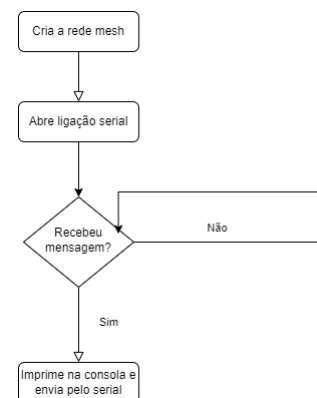 Cria a rede mesh
Abre ligação serial
Recebeu
mensagem?
Não
Sim
Imprime na consola e
envia pelo serial